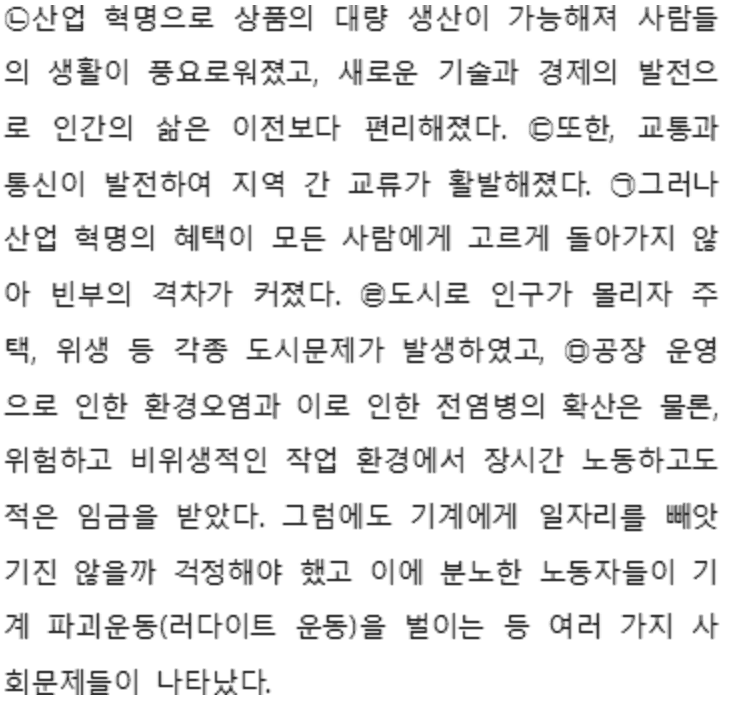 ㉡산업 혁명으로 상품의 대량 생산이 가능해져 사람들
의 생활이 풍요로워졌고, 새로운 기술과 경제의 발전으
로 인간의 삶은 이전보다 편리해졌다. ㉢또한, 교통과
통신이 발전하여 지역 간 교류가 활발해졌다. ㉠그러나
산업 혁명의 혜택이 모든 사람에게 고르게 돌아가지 않
아 빈부의 격차가 커졌다. ㉣도시로 인구가 몰리자 주
택, 위생 등 각종 도시문제가 발생하였고, ㉤공장 운영
으로 인한 환경오염과 이로 인한 전염병의 확산은 물론,
위험하고 비위생적인 작업 환경에서 장시간 노동하고도
적은 임금을 받았다. 그럼에도 기계에게 일자리를 빼앗
기진 않을까 걱정해야 했고 이에 분노한 노동자들이 기
계 파괴운동(러다이트 운동)을 벌이는 등 여러 가지 사
회문제들이 나타났다.